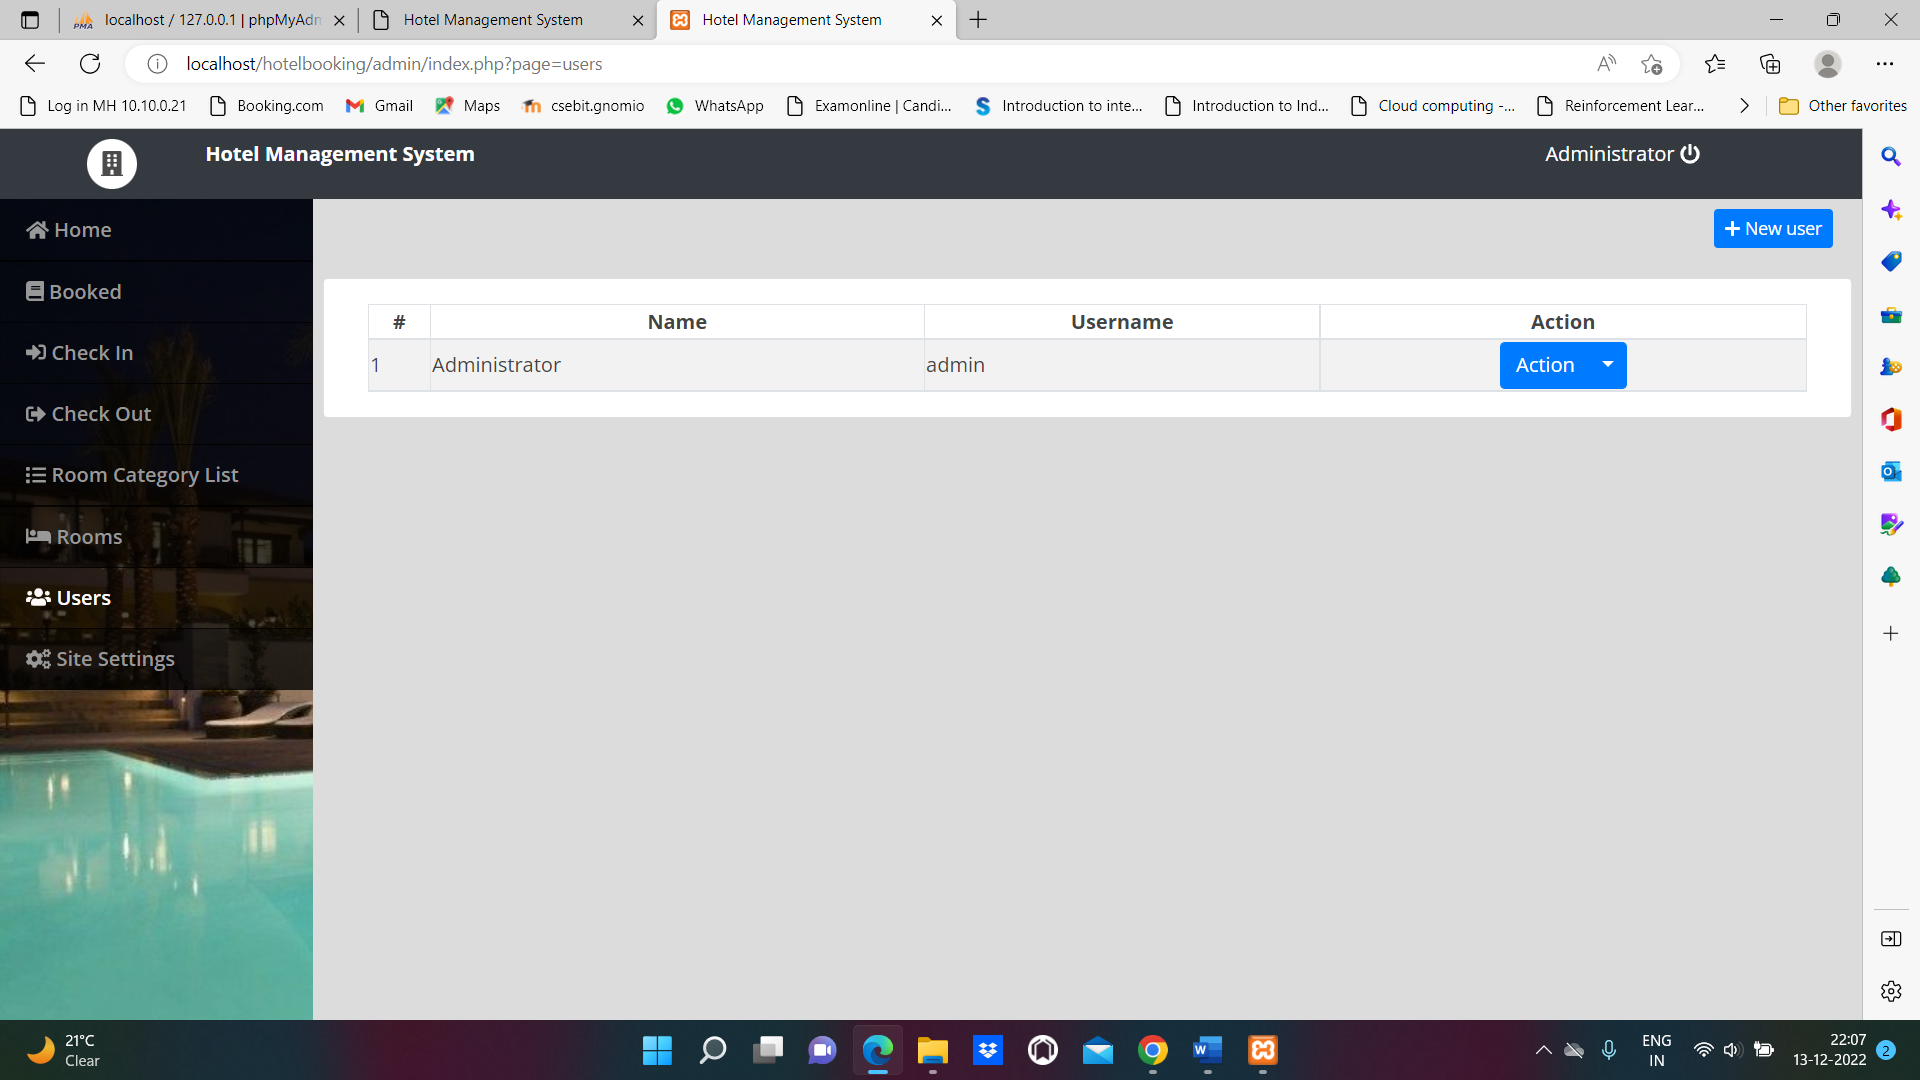 localhost / 127.0.0.1 | phpMyAdm
Hotel Management System
Hotel Management System
localhost/hotelbooking/admin/index.php?page=users
Log in MH 10.10.0.21
Booking.com
Gmail
Maps
csebit.gnomio
WhatsApp
Examonline | Candi...
Introduction to inte...
Introduction to Ind...
Cloud computing -...
Reinforcement Lear...
Other favorites
Hotel Management System
Administrator
Home
Booked
Check In
Check Out
Room Category List
Rooms
Users
Site Settings
+ New user
# Name Username Action
1 Administrator admin Action
21°C
Clear
ENG
IN
22:07
13-12-2022
2